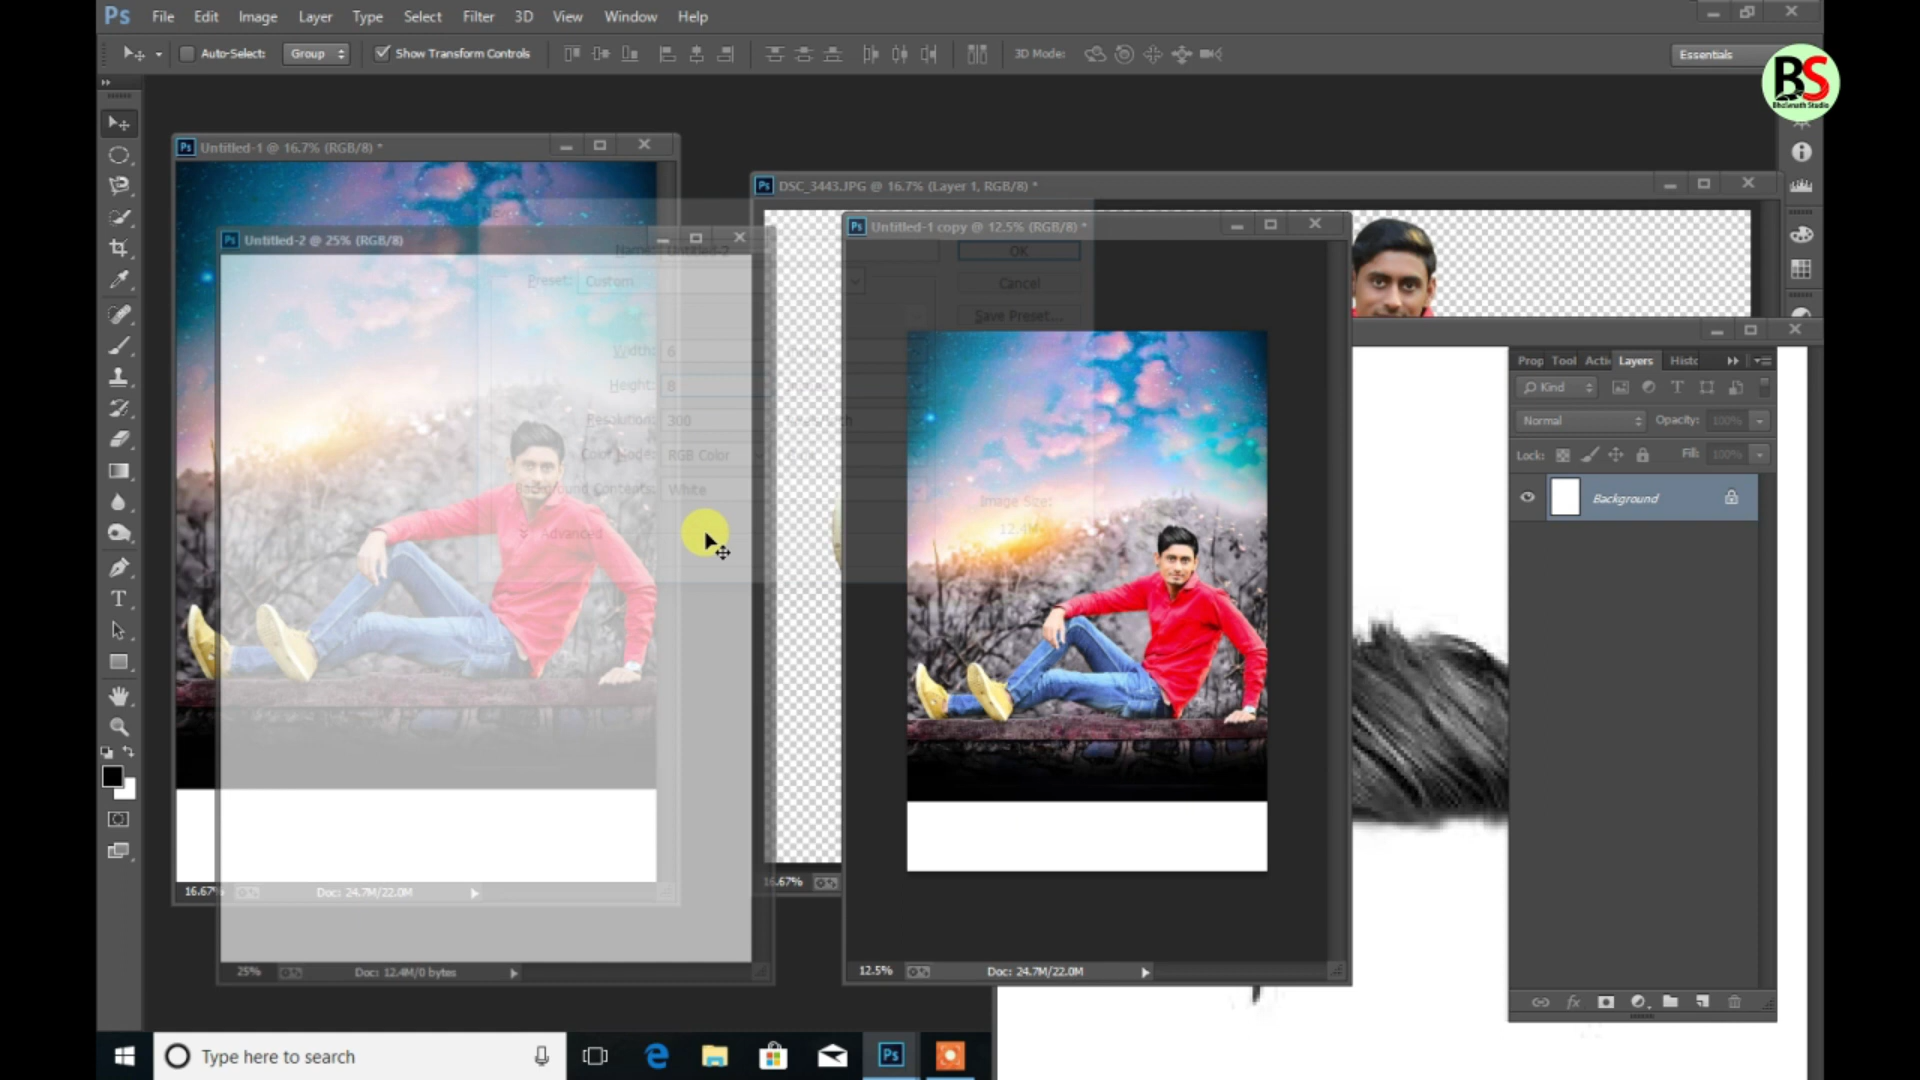 Ps File Edit Image Layer Type Select Filter 3D View Window Help
Auto-Select: Group Show Transform Controls 3D Mode: Essentials
BS
Bholenath Studio
Ps Untitled-1 @ 16.7% (RGB/8) *
Ps DSC_3443.JPG @ 16.7% (Layer 1, RGB/8) *
Ps Untitled-1 copy @ 12.5% (RGB/8) *
Ps Untitled-2 @ 25% (RGB/8)
Name: Untitled-2 OK
Preset: Custom Cancel
Save Preset...
Width: 6
Height: 8
Resolution: 300
Color Mode: RGB Color
Background Contents: White
Image Size:
12.4M
Advanced
Prop Tool Acti Layers Histc
Kind
Normal Opacity: 100%
Lock: Fill: 100%
Background
16.67% Doc: 24.7M/22.0M
16.67%
25% Doc: 12.4M/0 bytes
12.5% Doc: 24.7M/22.0M
Type here to search
Ps